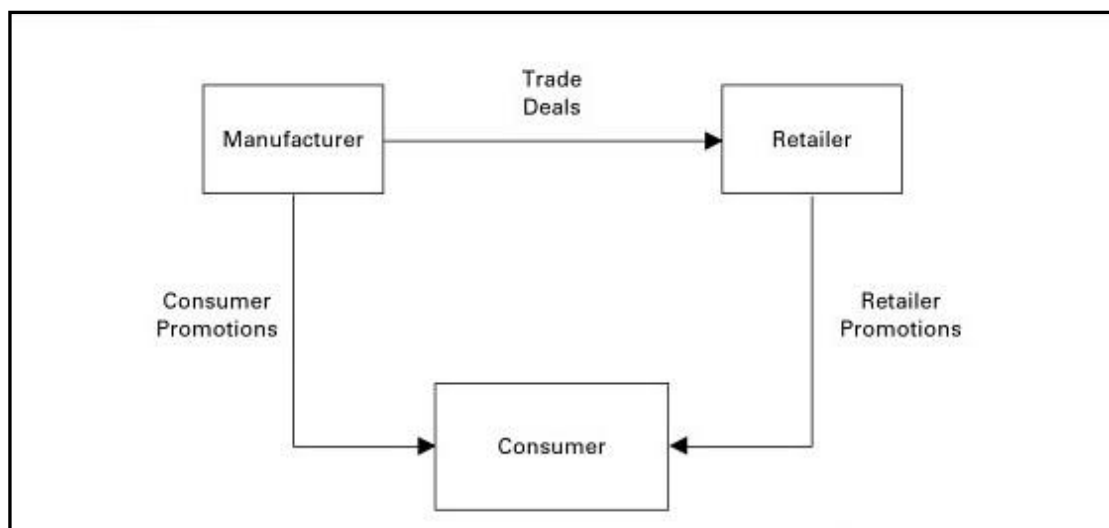 Trade
Deals
Manufacturer
Retailer
Consumer
Promotions
Retailer
Promotions
Consumer